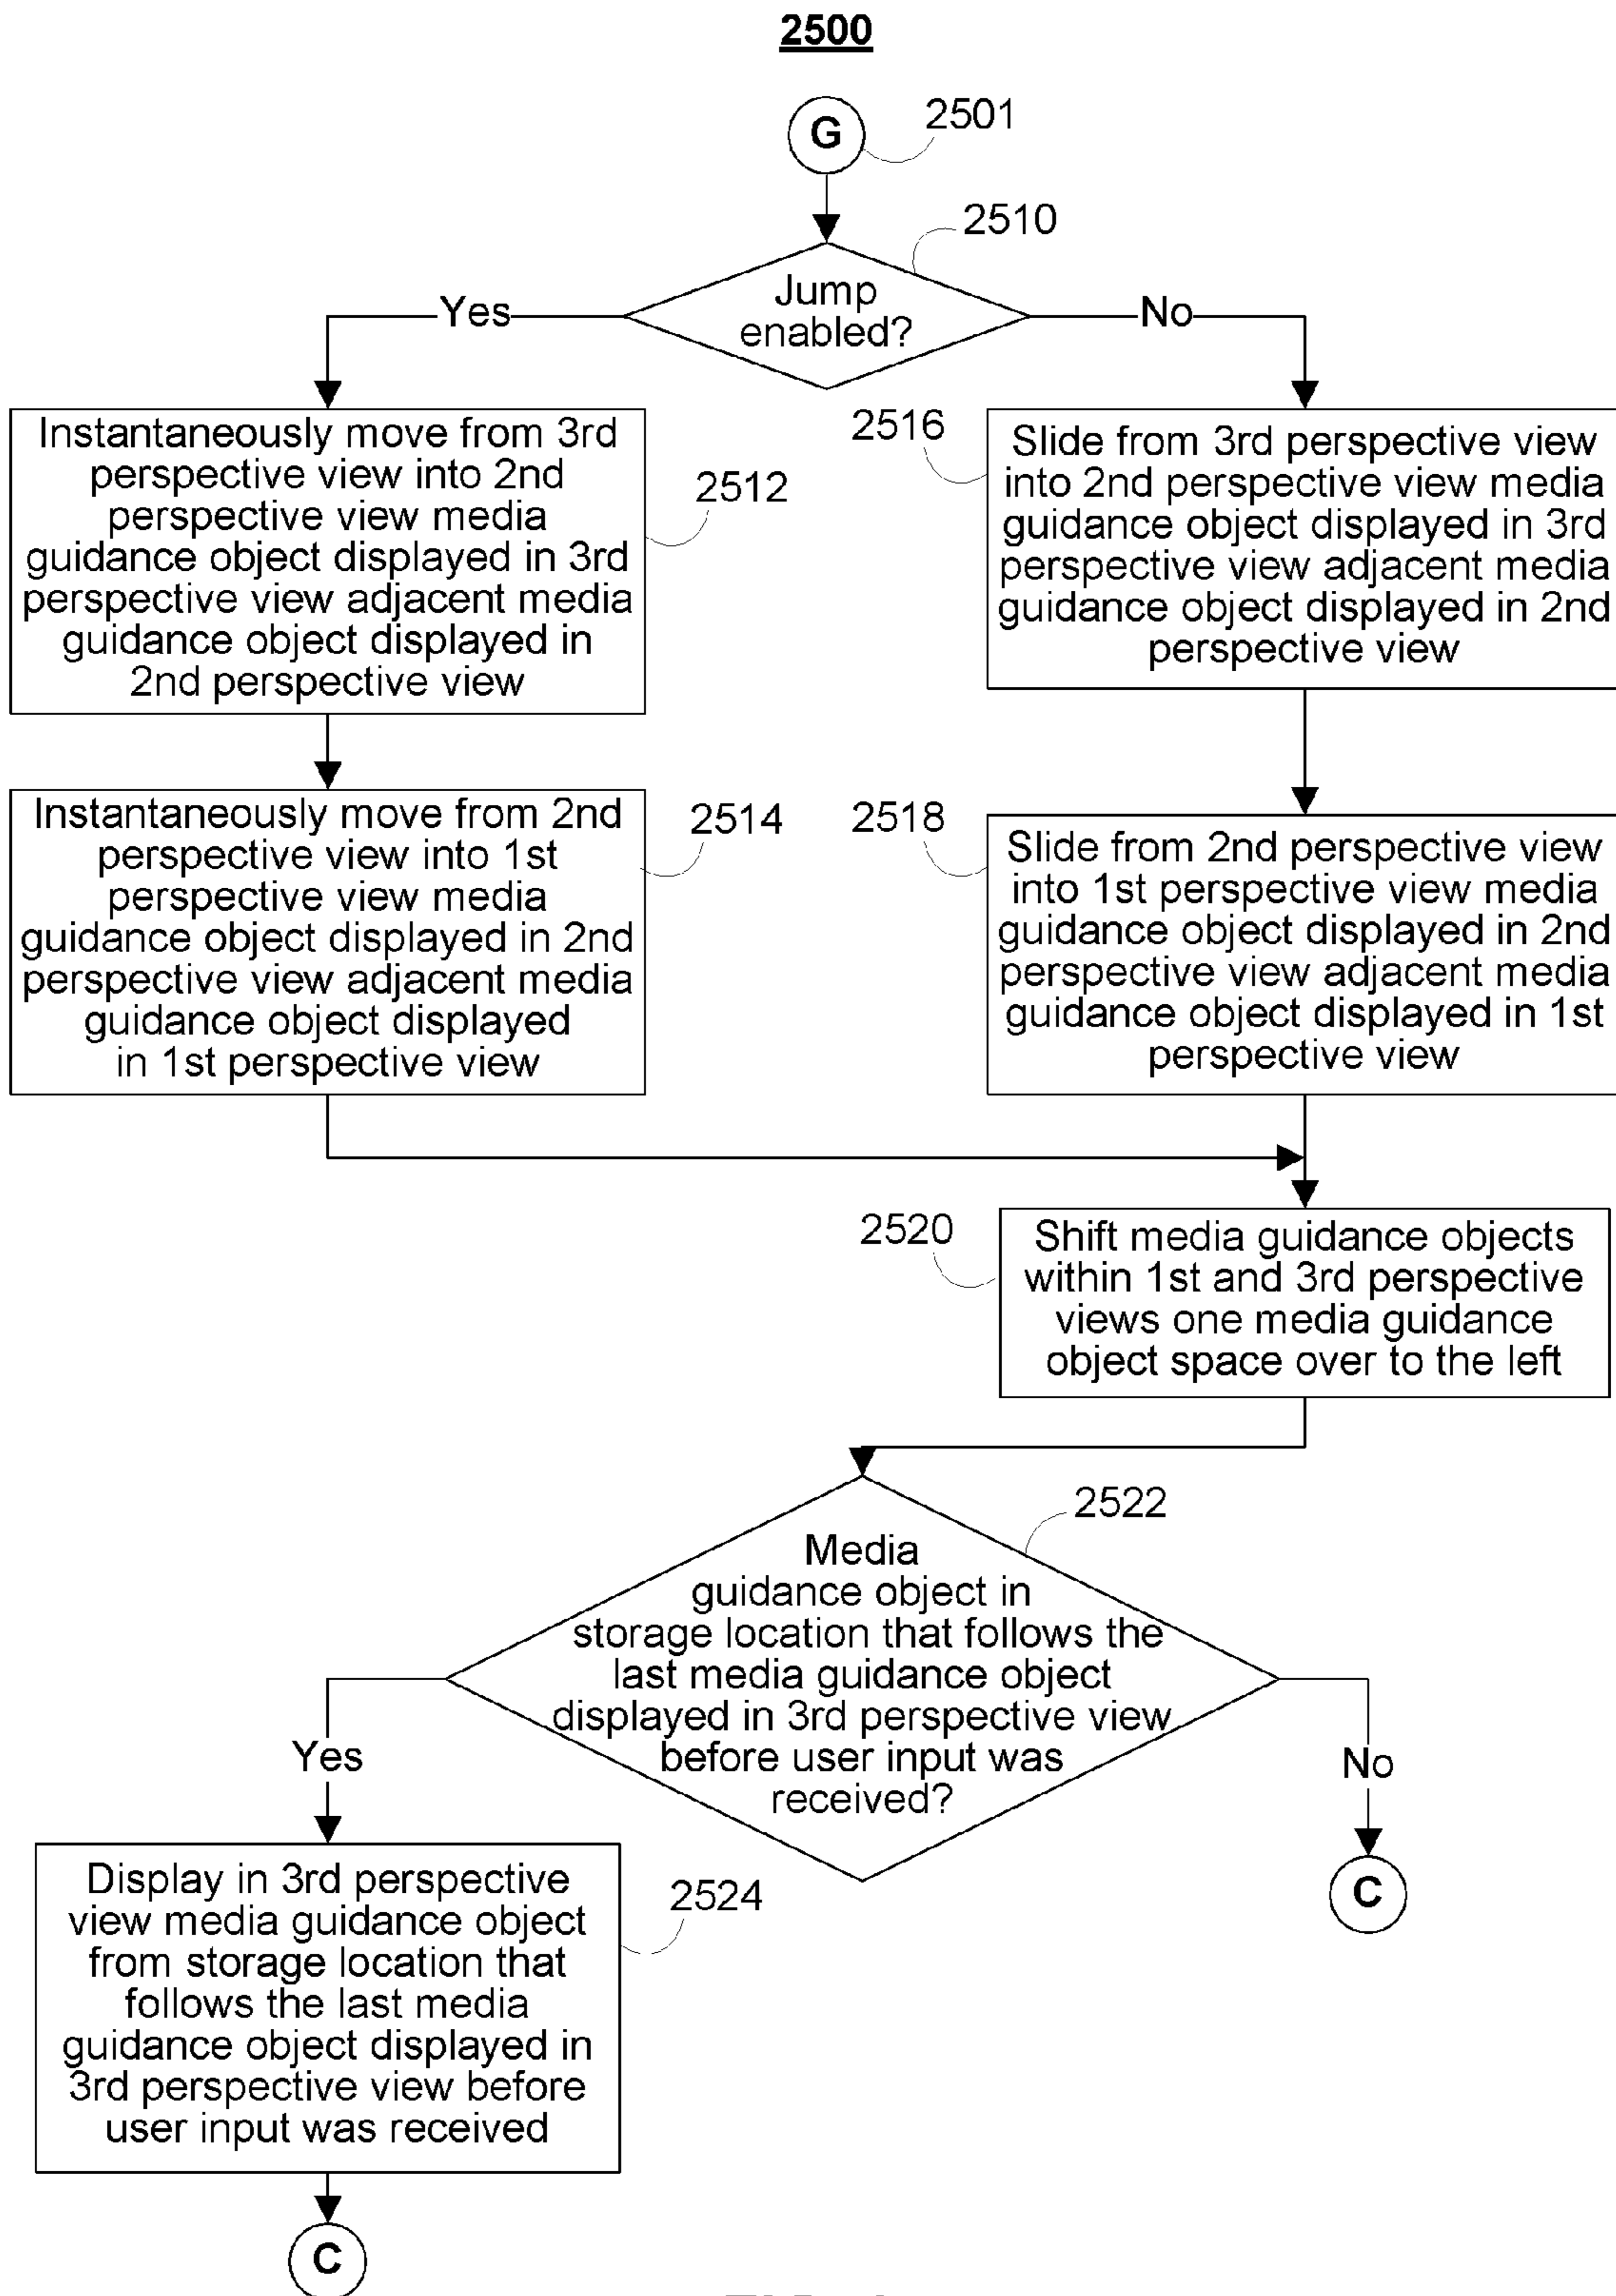 2500
G
2501
2510
Jump
enabled?
Yes
No
Instantaneously move from 3rd
perspective view into 2nd
perspective view media
guidance object displayed in 3rd
perspective view adjacent media
guidance object displayed in
2nd perspective view
2512
2516
Slide from 3rd perspective view
into 2nd perspective view media
guidance object displayed in 3rd
perspective view adjacent media
guidance object displayed in 2nd
perspective view
Instantaneously move from 2nd
perspective view into 1st
perspective view media
guidance object displayed in 2nd
perspective view adjacent media
guidance object displayed
in 1st perspective view
2514
2518
Slide from 2nd perspective view
into 1st perspective view media
guidance object displayed in 2nd
perspective view adjacent media
guidance object displayed in 1st
perspective view
2520
Shift media guidance objects
within 1st and 3rd perspective
views one media guidance
object space over to the left
2522
Media
guidance object in
storage location that follows the
last media guidance object
displayed in 3rd perspective view
before user input was
received?
Yes
No
C
Display in 3rd perspective
view media guidance object
from storage location that
follows the last media
guidance object displayed in
3rd perspective view before
user input was received
2524
C